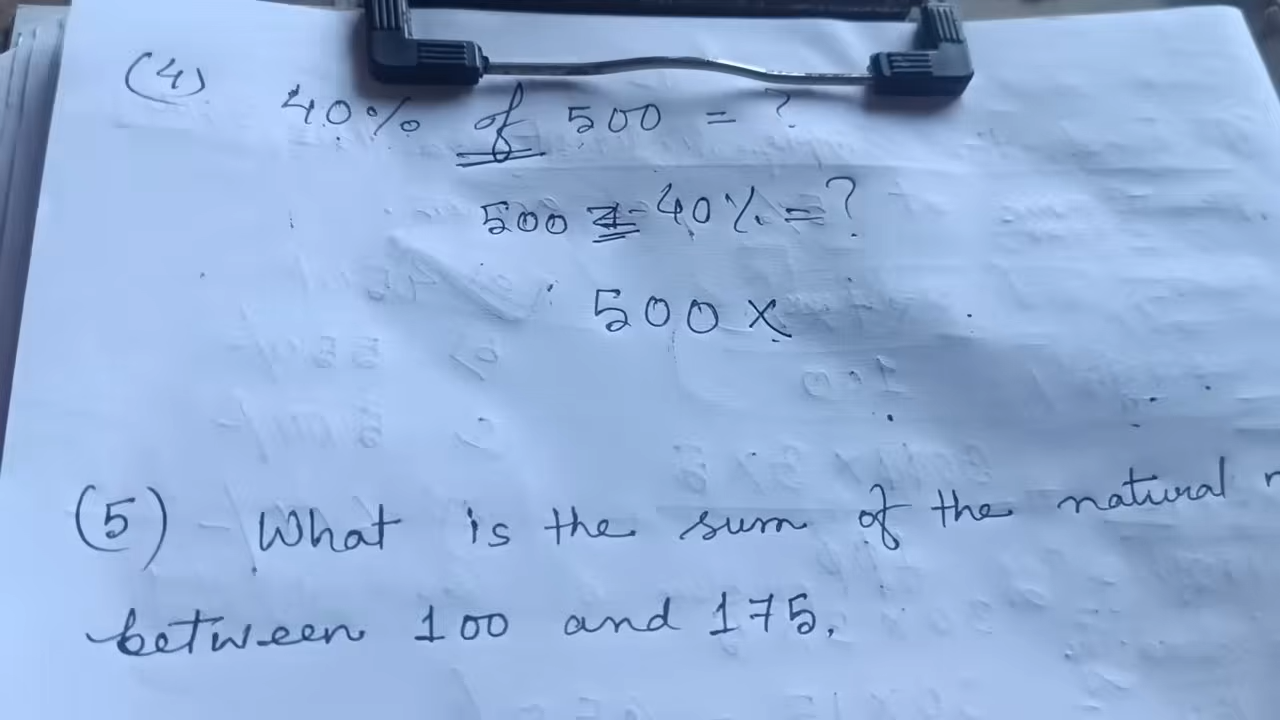 (4)
40% of 500 = ?
500 - 40% = ?
500 x
(5) What is the sum of the natural
between 100 and 175.